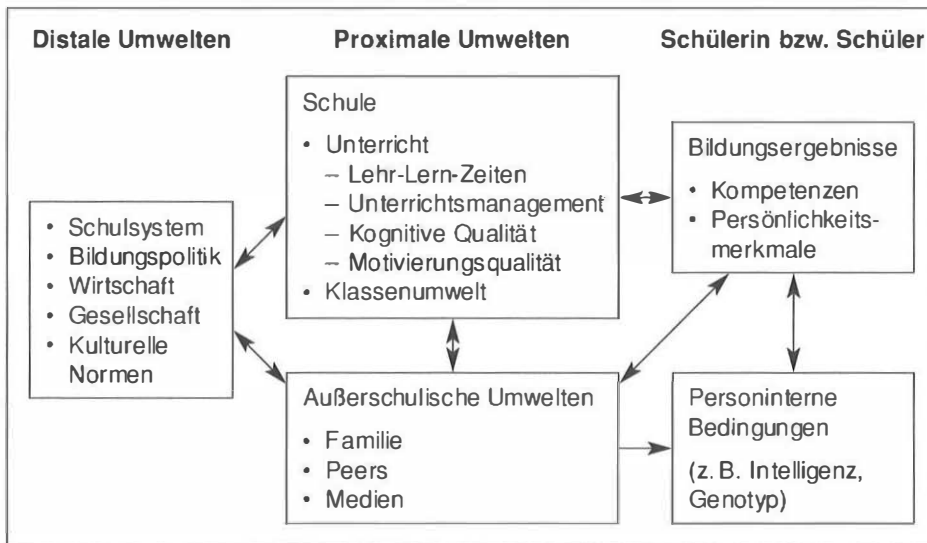 Distale Umwelten
Proximale Umwelten
Schülerin bzw. Schüler
• Schulsystem
• Bildungspolitik
• Wirtschaft
• Gesellschaft
• Kulturelle
Normen
Schule
• Unterricht
– Lehr-Lern-Zeiten
– Unterrichtsmanagement
– Kognitive Qualität
– Motivierungsqualität
• Klassenumwelt
Außerschulische Umwelten
• Familie
• Peers
• Medien
Bildungsergebnisse
• Kompetenzen
• Persönlichkeits-
merkmale
Personinterne
Bedingungen
(z. B. Intelligenz,
Genotyp)